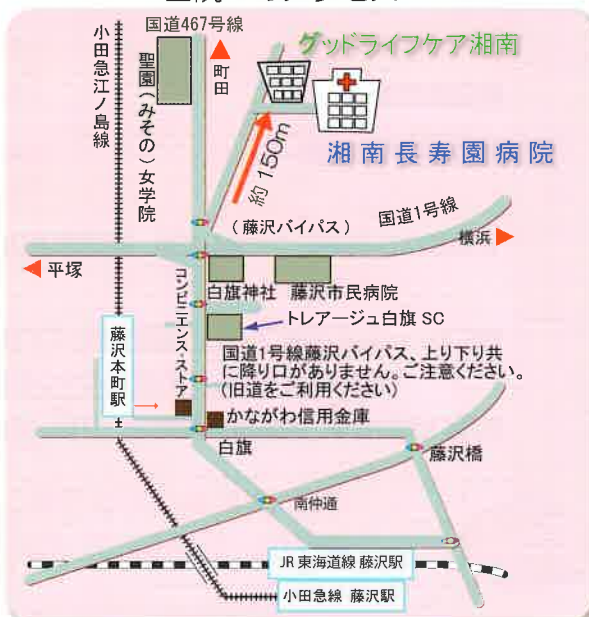 国道467号線
グッドライフケア湘南
小田急江ノ島線
聖園(みその)女学院
町田
約150m
湘南長寿園病院
(藤沢バイパス)
国道1号線
横浜
平塚
コンビニエンス・ストア
白旗神社
藤沢市民病院
トレアージュ白旗 SC
藤沢本町駅
国道1号線藤沢バイパス、上り下り共
に降り口がありません。ご注意ください。
(旧道をご利用ください)
かながわ信用金庫
白旗
藤沢橋
南仲通
JR 東海道線 藤沢駅
小田急線 藤沢駅